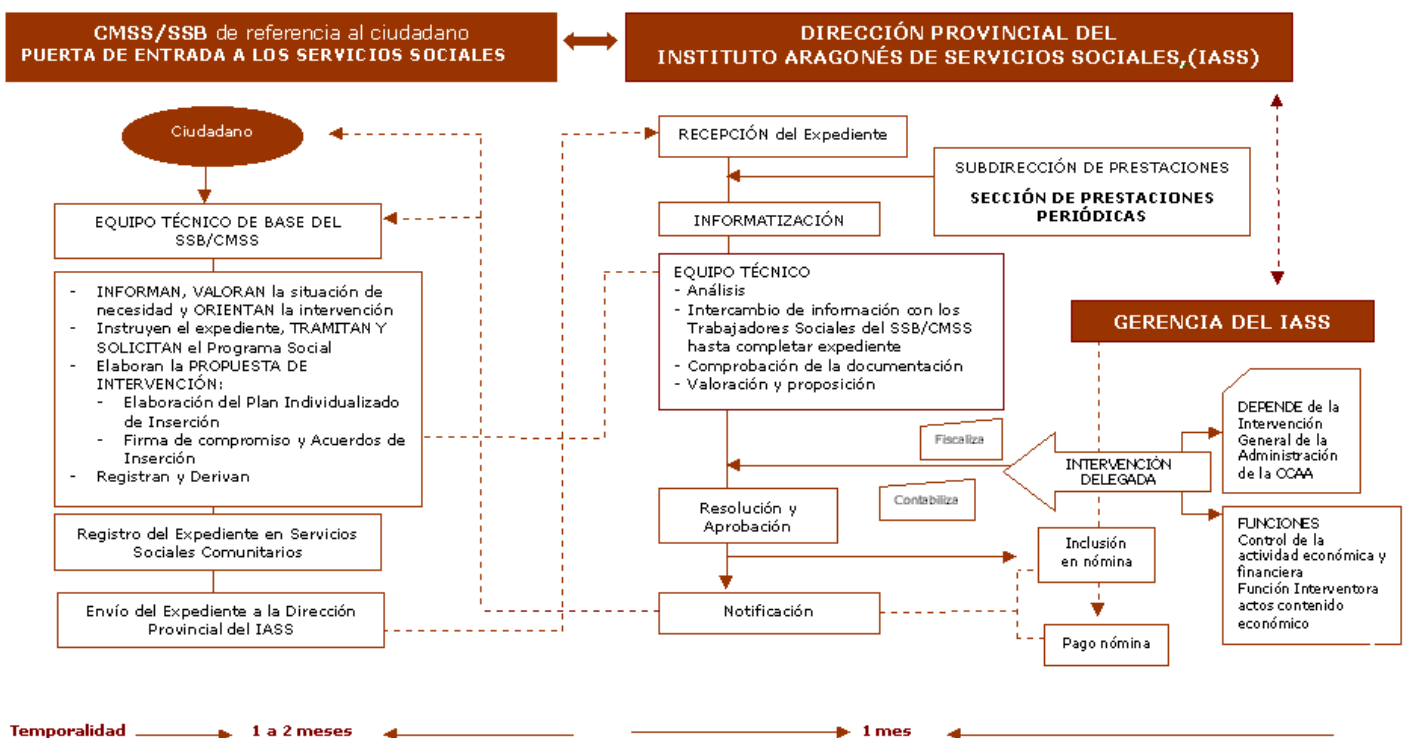 CMSS/SSB de referencia al ciudadano
PUERTA DE ENTRADA A LOS SERVICIOS SOCIALES
DIRECCIÓN PROVINCIAL DEL
INSTITUTO ARAGONÉS DE SERVICIOS SOCIALES,(IASS)
Ciudadano
EQUIPO TÉCNICO DE BASE DEL
SSB/CMSS
- INFORMAN, VALORAN la situación de
necesidad y ORIENTAN la intervención
- Instruyen el expediente, TRAMITAN Y
SOLICITAN el Programa Social
- Elaboran la PROPUESTA DE
INTERVENCIÓN:
- Elaboración del Plan Individualizado
de Inserción
- Firma de compromiso y Acuerdos de
Inserción
- Registran y Derivan
Registro del Expediente en Servicios
Sociales Comunitarios
Envío del Expediente a la Dirección
Provincial del IASS
RECEPCIÓN del Expediente
SUBDIRECCIÓN DE PRESTACIONES
SECCIÓN DE PRESTACIONES
PERIÓDICAS
INFORMATIZACIÓN
EQUIPO TÉCNICO
- Análisis
- Intercambio de información con los
Trabajadores Sociales del SSB/CMSS
hasta completar expediente
- Comprobación de la documentación
- Valoración y proposición
GERENCIA DEL IASS
Fiscaliza
Contabiliza
INTERVENCIÓN
DELEGADA
DEPENDE de la
Intervención
General de la
Administración
de la CCAA
FUNCIONES
Control de la
actividad económica y
financiera
Función Interventora
actos contenido
económico
Resolución y
Aprobación
Inclusión
en nómina
Notificación
Pago nómina
Temporalidad
1 a 2 meses
1 mes